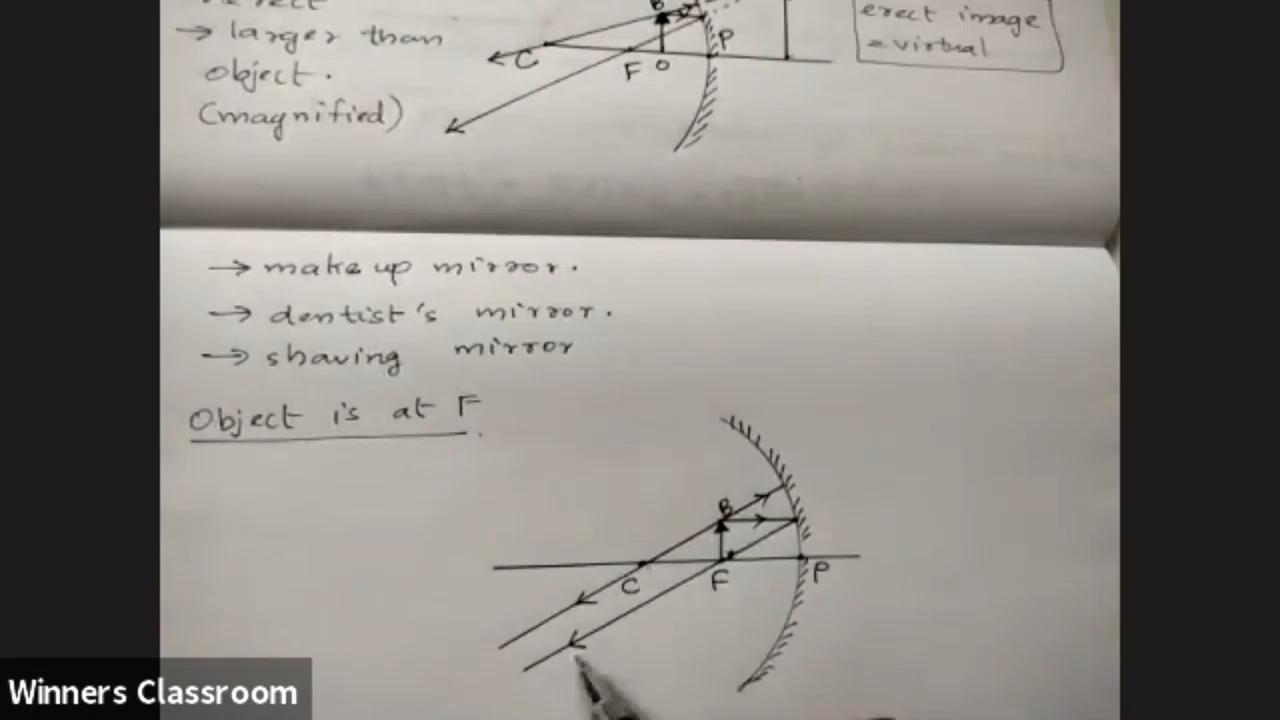 → larger than
object.
(magnified)
B
C
F
O
P
erect image
= virtual
→ make up mirror.
→ dentist's mirror.
→ shaving mirror
Object is at F.
B
C
F
P
Winners Classroom